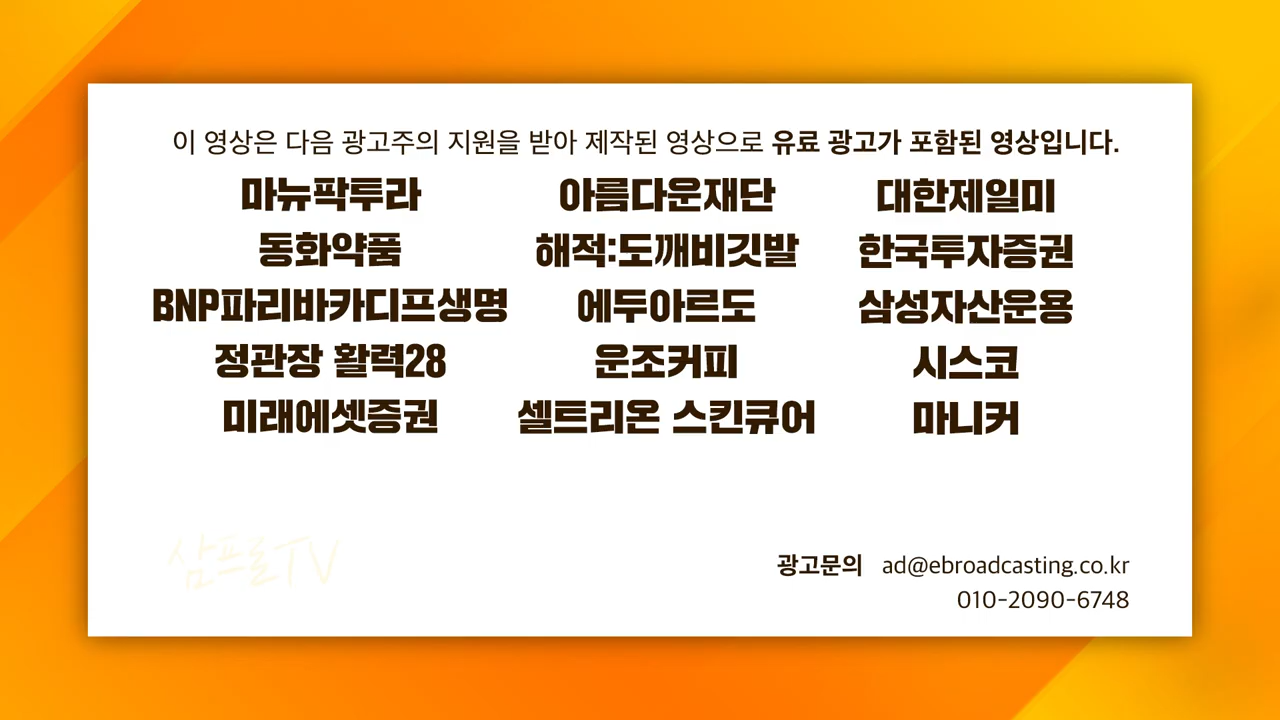 이 영상은 다음 광고주의 지원을 받아 제작된 영상으로 유료 광고가 포함된 영상입니다.
마뉴팍투라 아름다운재단 대한제일미
동화약품 해적:도깨비깃발 한국투자증권
BNP파리바카디프생명 에두아르도 삼성자산운용
정관장 활력28 운조커피 시스코
미래에셋증권 셀트리온 스킨큐어 마니커
삼프로TV
광고문의 ad@ebroadcasting.co.kr
010-2090-6748